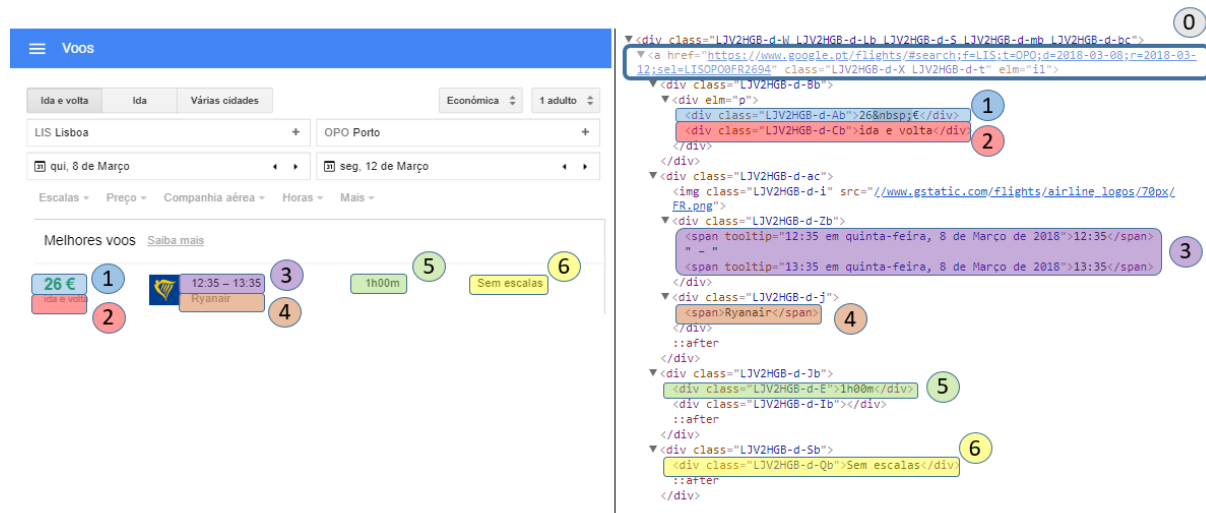 Voos
Ida e volta Ida Várias cidades Económica 1 adulto
LIS Lisboa + OPO Porto +
31 qui, 8 de Março 31 seg, 12 de Março
Escalas Preço Companhia aérea Horas Mais
Melhores voos Saiba mais
26 € 1 12:35 – 13:35 3 1h00m 5 Sem escalas 6
ida e volta 2 Ryanair 4
0
▼<div class="LJV2HGB-d-W LJV2HGB-d-Lb LJV2HGB-d-S LJV2HGB-d-mb LJV2HGB-d-bc">
▼<a href="https://www.google.pt/flights/#search;f=LIS;t=OPO;d=2018-03-08;r=2018-03-
12;sel=LISOPO0FR2694" class="LJV2HGB-d-X LJV2HGB-d-t" elm="il">
▼<div class="LJV2HGB-d-Bb">
▼<div elm="p">
<div class="LJV2HGB-d-Ab">26&nbsp;€</div> 1
<div class="LJV2HGB-d-Cb">ida e volta</div> 2
</div>
</div>
▼<div class="LJV2HGB-d-ac">
<img class="LJV2HGB-d-i" src="//www.gstatic.com/flights/airline_logos/70px/
FR.png">
▼<div class="LJV2HGB-d-Zb">
<span tooltip="12:35 em quinta-feira, 8 de Março de 2018">12:35</span>
" – " 3
<span tooltip="13:35 em quinta-feira, 8 de Março de 2018">13:35</span>
</div>
▼<div class="LJV2HGB-d-j">
<span>Ryanair</span> 4
</div>
::after
</div>
▼<div class="LJV2HGB-d-Jb">
<div class="LJV2HGB-d-E">1h00m</div> 5
<div class="LJV2HGB-d-Ib"></div>
::after
</div>
▼<div class="LJV2HGB-d-Sb"> 6
<div class="LJV2HGB-d-Qb">Sem escalas</div>
::after
</div>